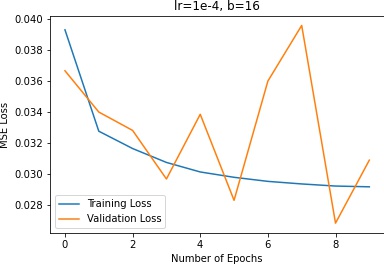 lr=1e-4, b=16
0.040
0.038
0.036
0.034
0.032
0.030
0.028
MSE Loss
Training Loss
Validation Loss
0 2 4 6 8
Number of Epochs